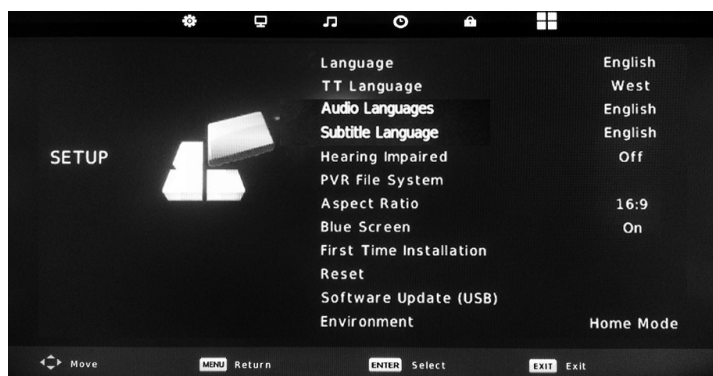 SETUP
Language English
TT Language West
Audio Languages English
Subtitle Language English
Hearing Impaired Off
PVR File System
Aspect Ratio 16:9
Blue Screen On
First Time Installation
Reset
Software Update (USB)
Environment Home Mode
Move MENU Return ENTER Select EXIT Exit